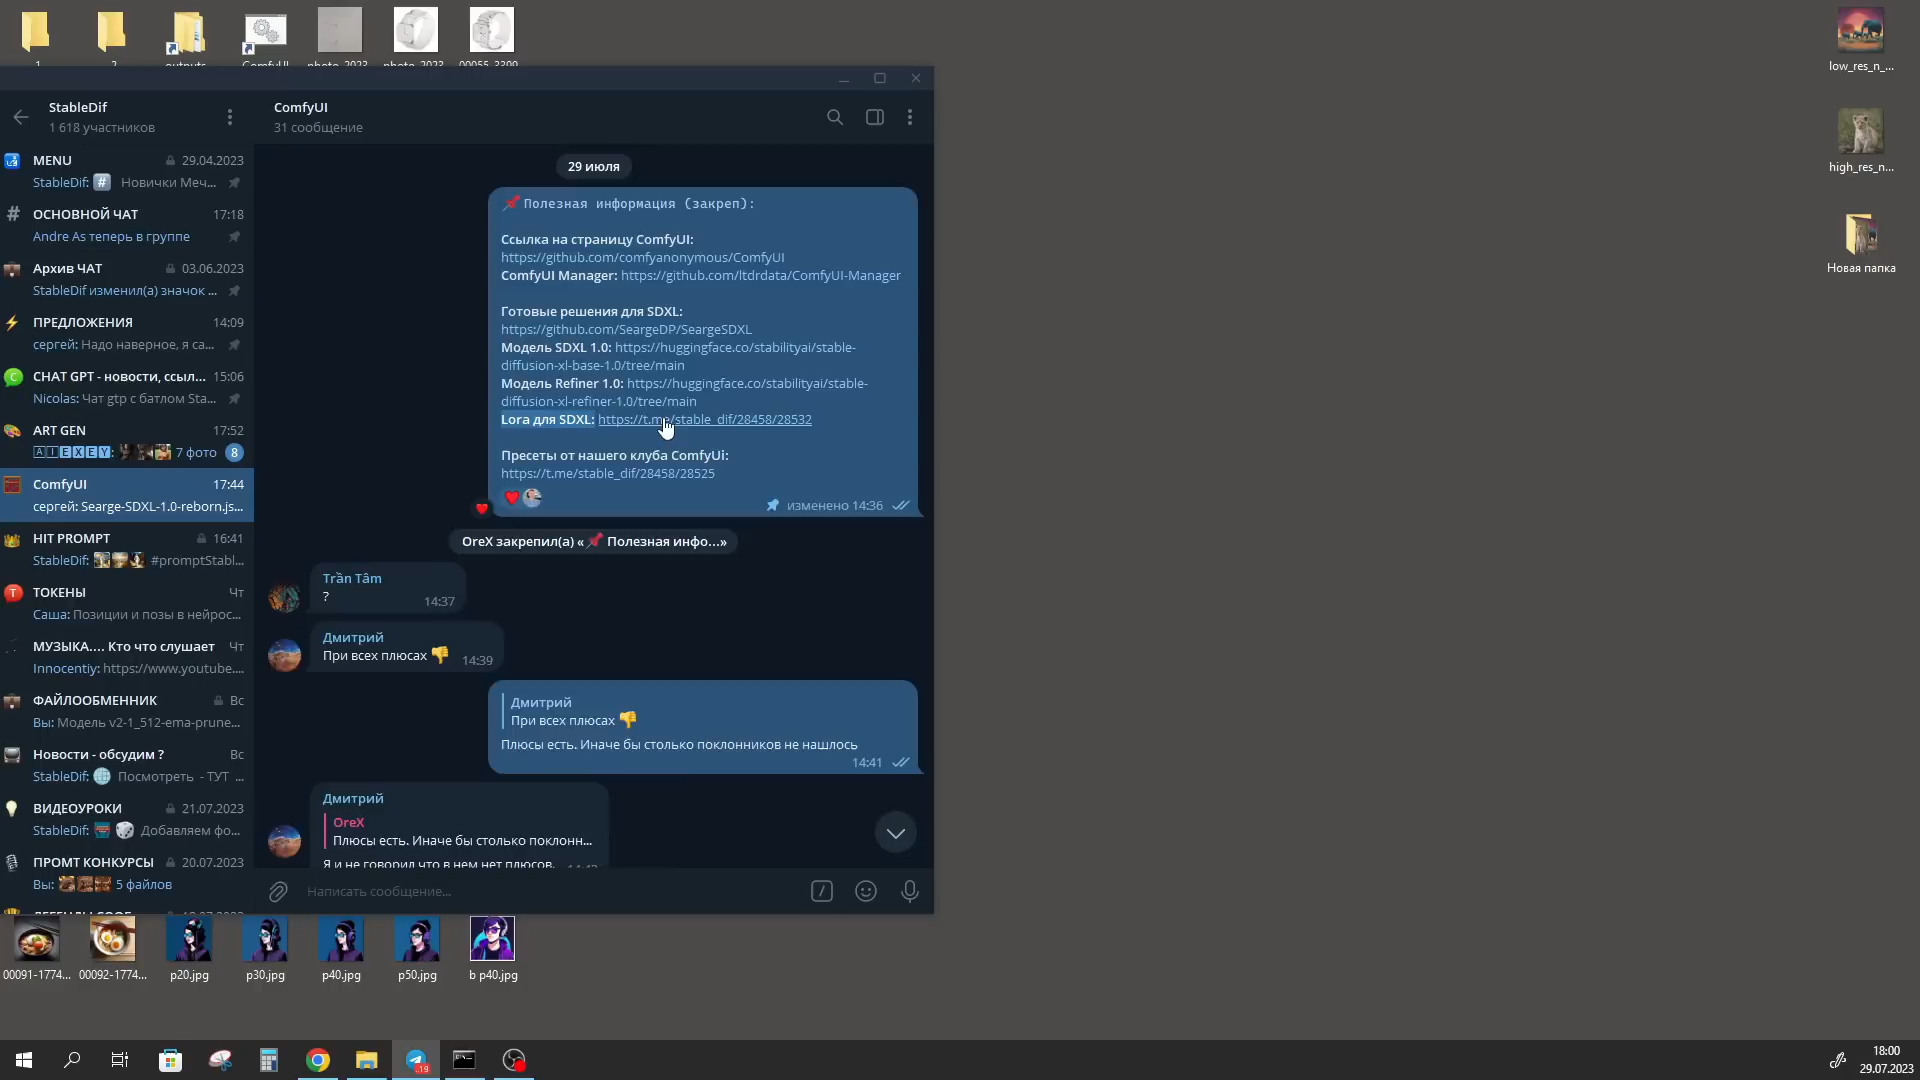 1
2
outputs
ComfyUI
photo_2023
photo_2023
00055-3399
low_res_n_...
high_res_n...
Новая папка
StableDif
1 618 участников
ComfyUI
31 сообщение
MENU
29.04.2023
StableDif: # Новички Меч...
ОСНОВНОЙ ЧАТ
17:18
Andre As теперь в группе
Архив ЧАТ
03.06.2023
StableDif изменил(а) значок ...
ПРЕДЛОЖЕНИЯ
14:09
сергей: Надо наверное, я са...
CHAT GPT - новости, ссыл...
15:06
Nicolas: Чат gtp с батлом Sta...
ART GEN
17:52
AIEXEY: 7 фото
8
ComfyUI
17:44
сергей: Searge-SDXL-1.0-reborn.js...
HIT PROMPT
16:41
StableDif: #promptStabl...
ТОКЕНЫ
Чт
Саша: Позиции и позы в нейрос...
МУЗЫКА.... Кто что слушает
Чт
Innocentiy: https://www.youtube....
ФАЙЛООБМЕННИК
Вс
Вы: Модель v2-1_512-ema-prune...
Новости - обсудим ?
Вс
StableDif: Посмотреть - ТУТ ...
ВИДЕОУРОКИ
21.07.2023
StableDif: Добавляем фо...
ПРОМТ КОНКУРСЫ
20.07.2023
Вы: 5 файлов
29 июля
Полезная информация (закреп):
Ссылка на страницу ComfyUI:
https://github.com/comfyanonymous/ComfyUI
ComfyUI Manager: https://github.com/ltdrdata/ComfyUI-Manager
Готовые решения для SDXL:
https://github.com/SeargeDP/SeargeSDXL
Модель SDXL 1.0: https://huggingface.co/stabilityai/stable-
diffusion-xl-base-1.0/tree/main
Модель Refiner 1.0: https://huggingface.co/stabilityai/stable-
diffusion-xl-refiner-1.0/tree/main
Lora для SDXL: https://t.me/stable_dif/28458/28532
Пресеты от нашего клуба ComfyUi:
https://t.me/stable_dif/28458/28525
изменено 14:36
OreX закрепил(а) « Полезная инфо...»
Trần Tâm
?
14:37
Дмитрий
При всех плюсах
14:39
Дмитрий
При всех плюсах
Плюсы есть. Иначе бы столько поклонников не нашлось
14:41
Дмитрий
OreX
Плюсы есть. Иначе бы столько поклонн...
Я и не говорил что в нем нет плюсов.
Написать сообщение...
00091-1774...
00092-1774...
p20.jpg
p30.jpg
p40.jpg
p50.jpg
b p40.jpg
..19
18:00
29.07.2023